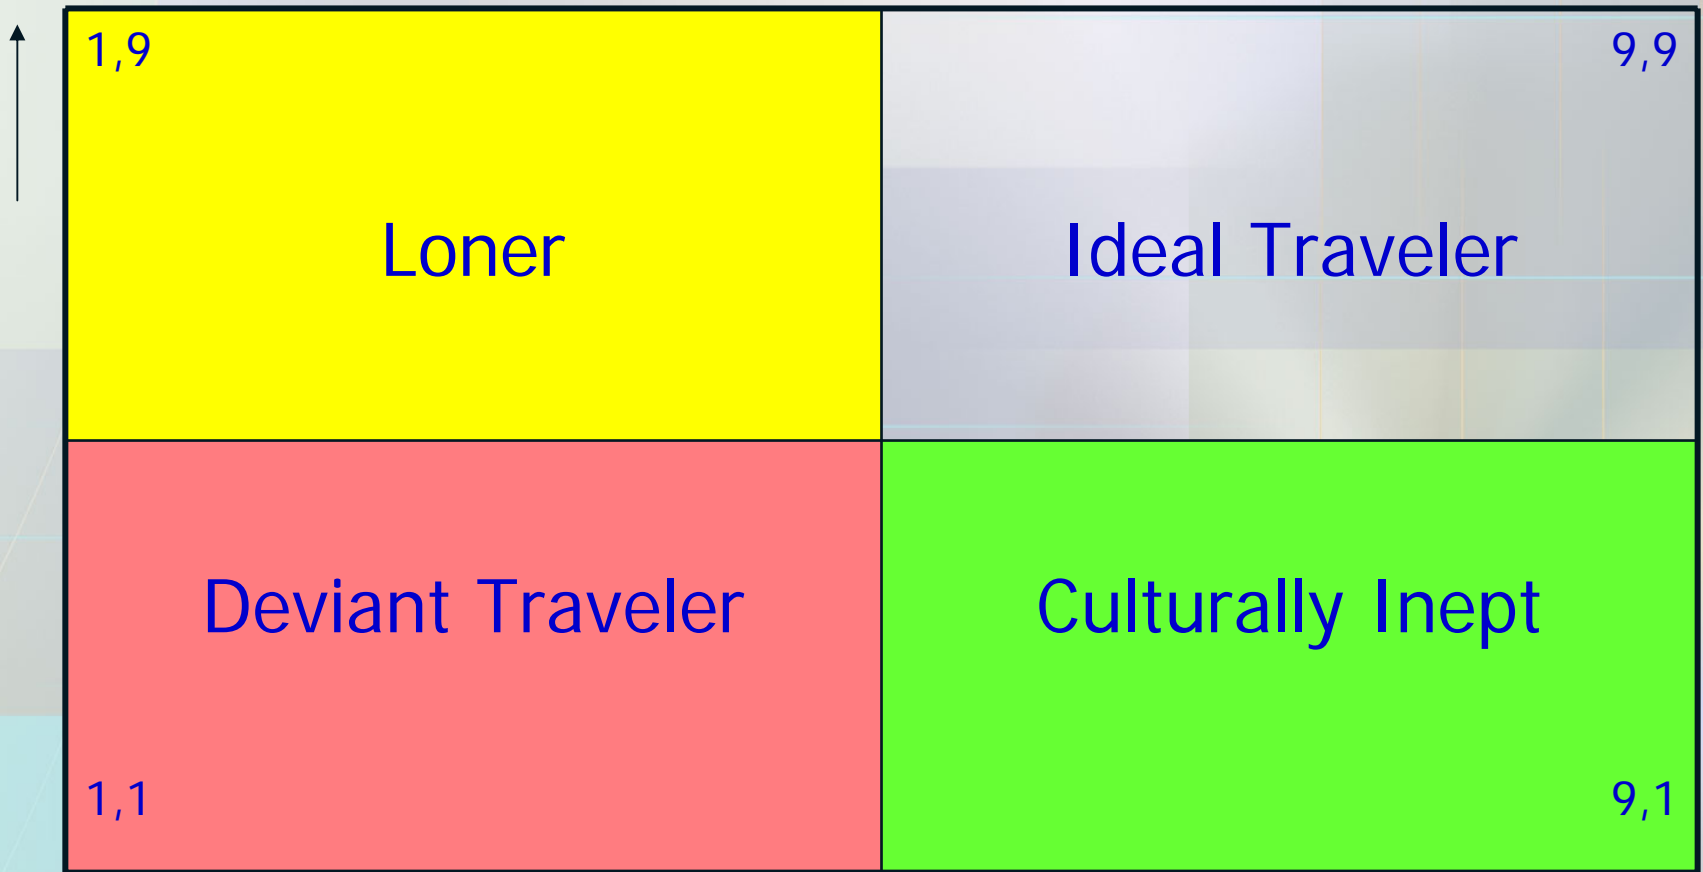 1,9
9,9
Loner
Ideal Traveler
Deviant Traveler
Culturally Inept
1,1
9,1